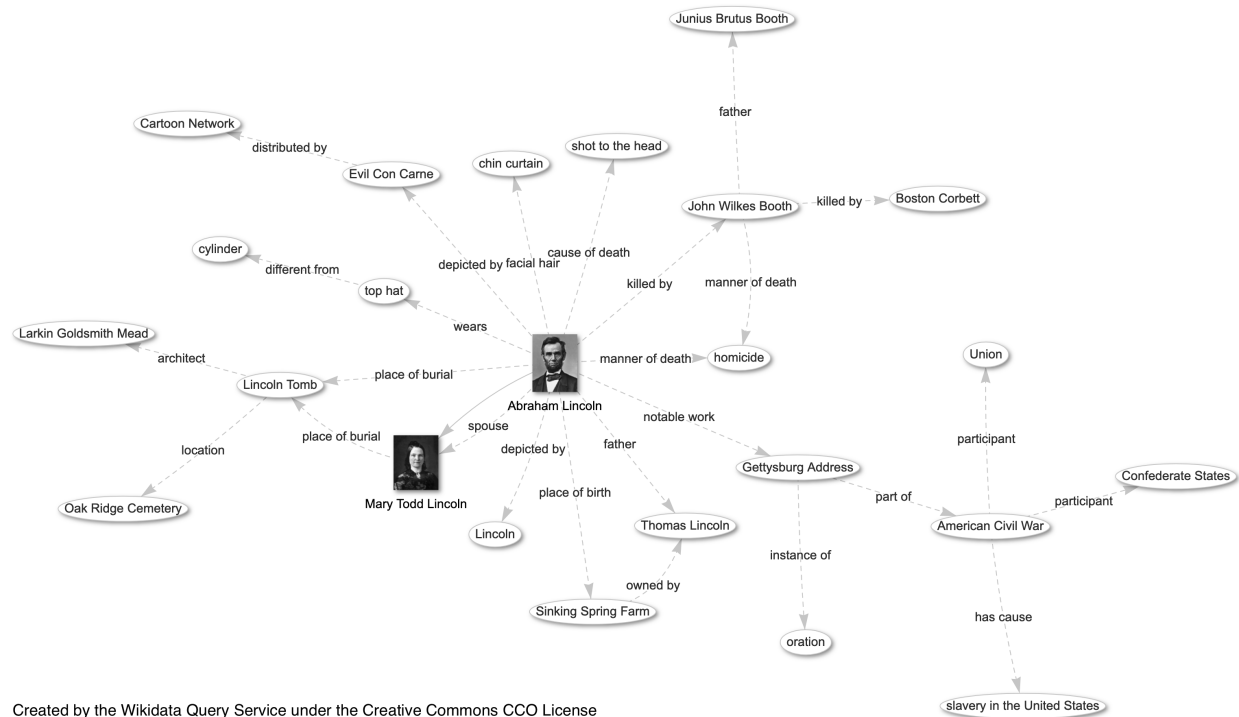 Junius Brutus Booth
father
Cartoon Network
distributed by
Evil Con Carne
chin curtain
shot to the head
John Wilkes Booth
killed by
Boston Corbett
cylinder
different from
top hat
depicted by
facial hair
cause of death
killed by
manner of death
wears
Larkin Goldsmith Mead
architect
Lincoln Tomb
place of burial
manner of death
homicide
Union
Abraham Lincoln
notable work
spouse
place of burial
location
depicted by
father
participant
Gettysburg Address
Confederate States
Mary Todd Lincoln
place of birth
part of
participant
Oak Ridge Cemetery
Lincoln
Thomas Lincoln
American Civil War
instance of
owned by
Sinking Spring Farm
has cause
oration
slavery in the United States
Created by the Wikidata Query Service under the Creative Commons CCO License